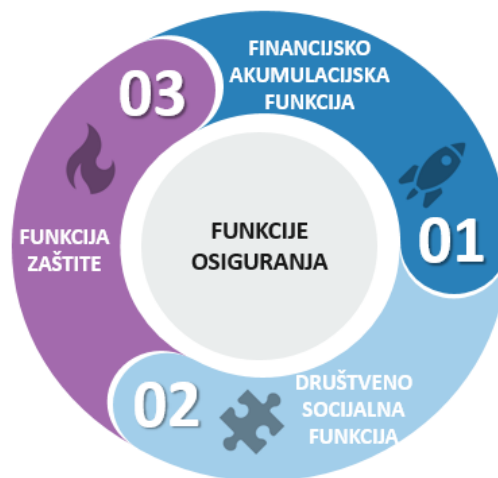 FINANCIJSKO
AKUMULACIJSKA
FUNKCIJA
01
DRUŠTVENO
SOCIJALNA
FUNKCIJA
02
FUNKCIJA
ZAŠTITE
03
FUNKCIJE
OSIGURANJA